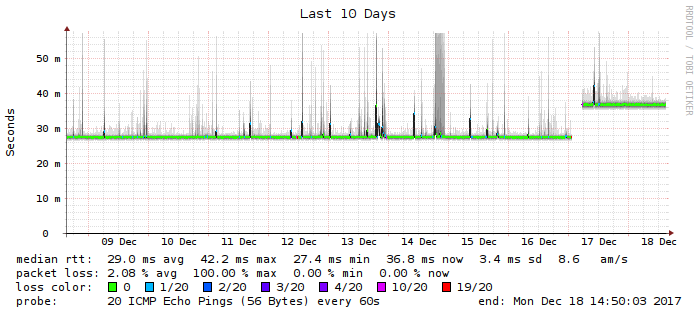 Last 10 Days
RRDTOOL / TOBI OETIKER
Seconds
50 m
40 m
30 m
20 m
10 m
0
09 Dec 10 Dec 11 Dec 12 Dec 13 Dec 14 Dec 15 Dec 16 Dec 17 Dec 18 Dec
median rtt: 29.0 ms avg 42.2 ms max 27.4 ms min 36.8 ms now 3.4 ms sd 8.6 am/s
packet loss: 2.08 % avg 100.00 % max 0.00 % min 0.00 % now
loss color: 0 1/20 2/20 3/20 4/20 10/20 19/20
probe: 20 ICMP Echo Pings (56 Bytes) every 60s end: Mon Dec 18 14:50:03 2017